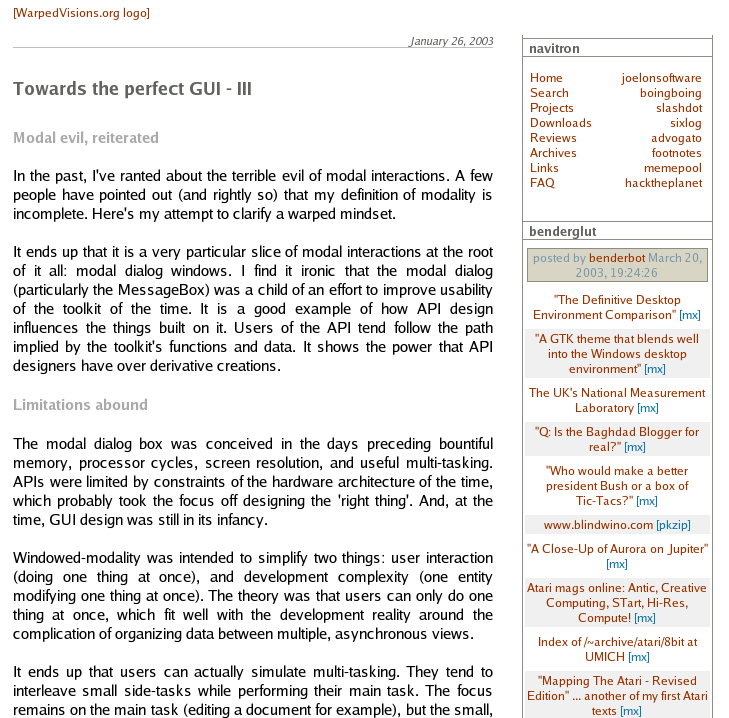 [WarpedVisions.org logo]
January 26, 2003
Towards the perfect GUI - III
Modal evil, reiterated
In the past, I've ranted about the terrible evil of modal interactions. A few
people have pointed out (and rightly so) that my definition of modality is
incomplete. Here's my attempt to clarify a warped mindset.
It ends up that it is a very particular slice of modal interactions at the root
of it all: modal dialog windows. I find it ironic that the modal dialog
(particularly the MessageBox) was a child of an effort to improve usability
of the toolkit of the time. It is a good example of how API design
influences the things built on it. Users of the API tend follow the path
implied by the toolkit's functions and data. It shows the power that API
designers have over derivative creations.
Limitations abound
The modal dialog box was conceived in the days preceding bountiful
memory, processor cycles, screen resolution, and useful multi-tasking.
APIs were limited by constraints of the hardware architecture of the time,
which probably took the focus off designing the 'right thing'. And, at the
time, GUI design was still in its infancy.
Windowed-modality was intended to simplify two things: user interaction
(doing one thing at once), and development complexity (one entity
modifying one thing at once). The theory was that users can only do one
thing at once, which fit well with the development reality around the
complication of organizing data between multiple, asynchronous views.
It ends up that users can actually simulate multi-tasking. They tend to
interleave small side-tasks while performing their main task. The focus
remains on the main task (editing a document for example), but the small,
navitron
Home joelonsoftware
Search boingboing
Projects slashdot
Downloads sixlog
Reviews advogato
Archives footnotes
Links memepool
FAQ hacktheplanet
benderglut
posted by benderbot March 20,
2003, 19:24:26
"The Definitive Desktop
Environment Comparison" [mx]
"A GTK theme that blends well
into the Windows desktop
environment" [mx]
The UK's National Measurement
Laboratory [mx]
"Q: Is the Baghdad Blogger for
real?" [mx]
"Who would make a better
president Bush or a box of
Tic-Tacs?" [mx]
www.blindwino.com [pkzip]
"A Close-Up of Aurora on Jupiter"
[mx]
Atari mags online: Antic, Creative
Computing, STart, Hi-Res,
Compute! [mx]
Index of /~archive/atari/8bit at
UMICH [mx]
"Mapping The Atari - Revised
Edition" ... another of my first Atari
texts [mx]